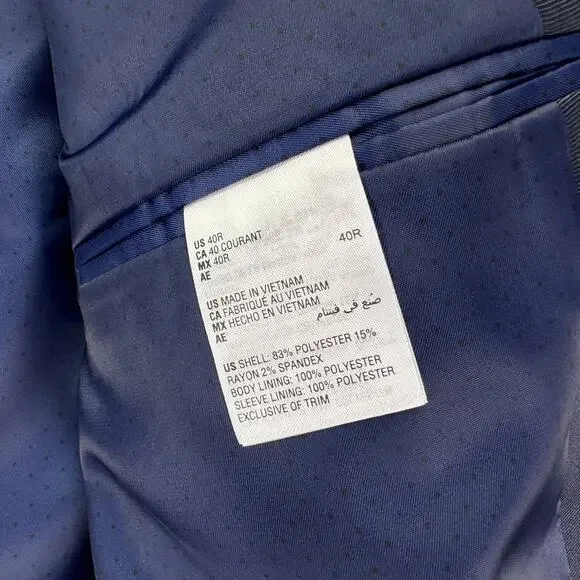 US 40R
CA 40 COURANT
MX 40R
AE 40R
US MADE IN VIETNAM
CA FABRIQUÉ AU VIETNAM
MX HECHO EN VIETNAM
AE صُنع في فيتنام
US SHELL: 83% POLYESTER 15%
RAYON 2% SPANDEX
BODY LINING: 100% POLYESTER
SLEEVE LINING: 100% POLYESTER
EXCLUSIVE OF TRIM